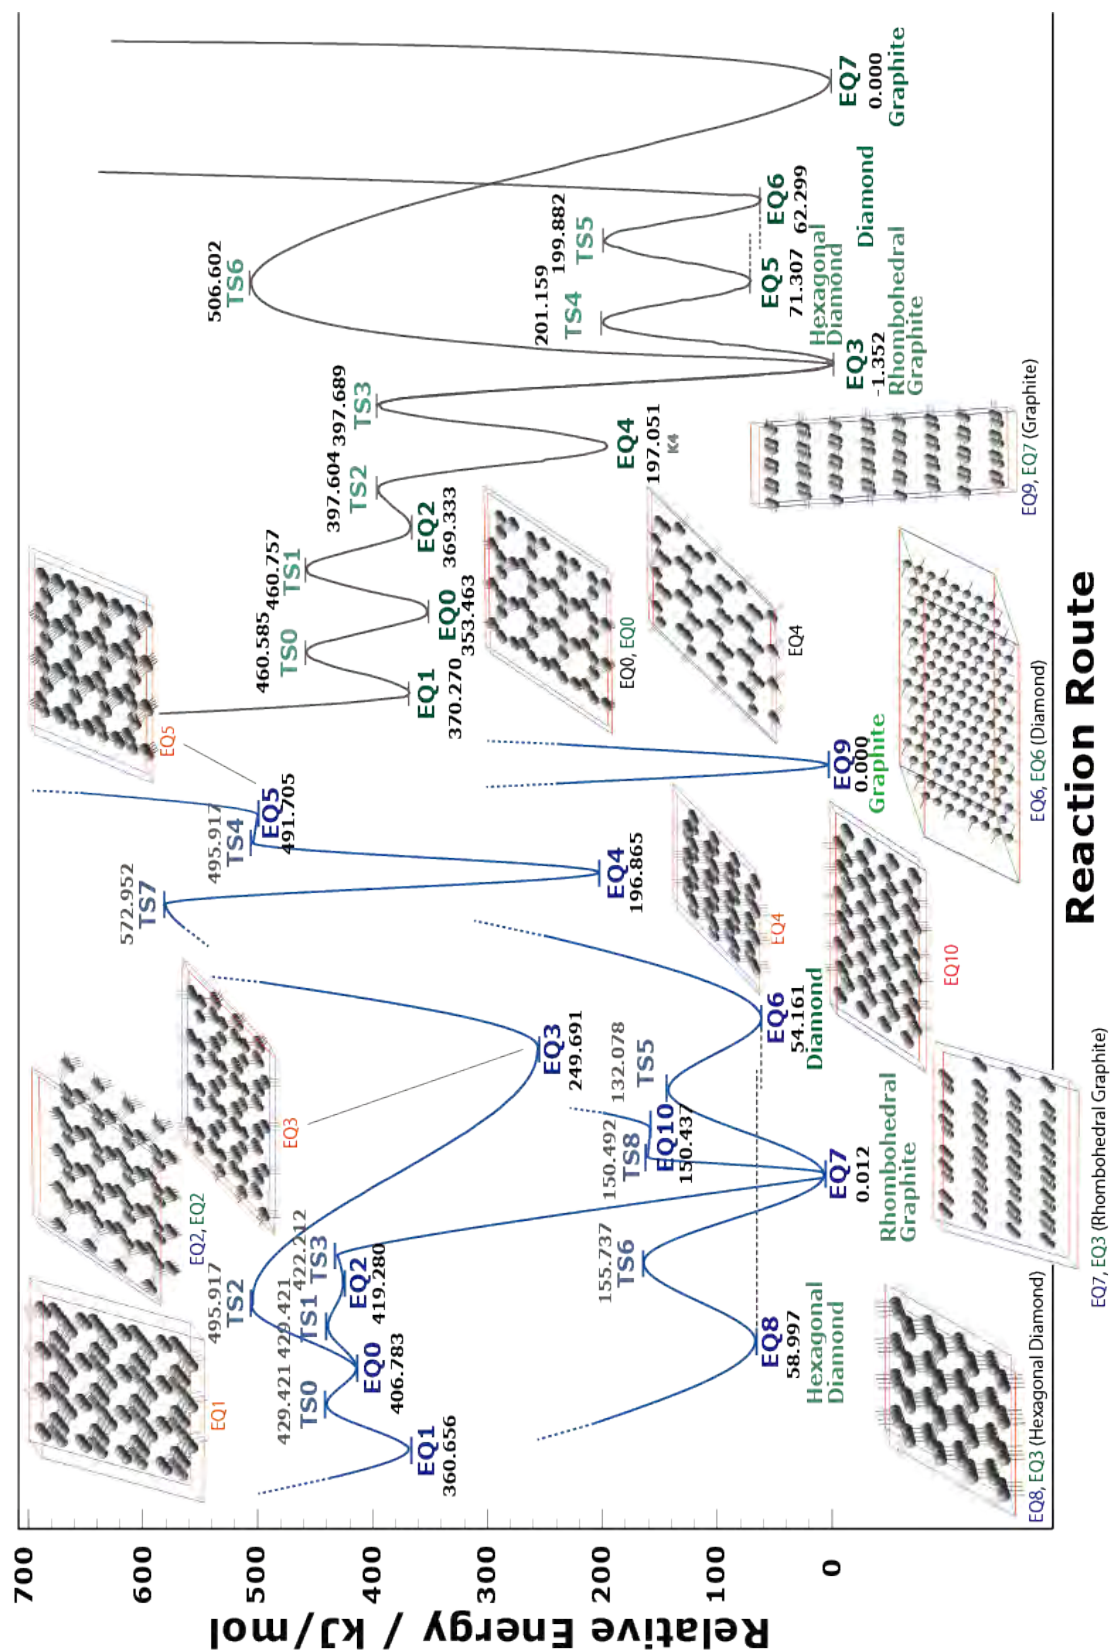 Relative Energy / kJ/mol
700
600
500
400
300
200
100
0
Reaction Route
EQ1
360.656
429.421
TS0
EQ0
406.783
429.421
TS1
495.917
TS2
EQ2
419.280
422.212
TS3
EQ3
249.691
EQ8
58.997
Hexagonal
Diamond
155.737
TS6
EQ7
0.012
Rhombohedral
Graphite
150.492
TS8
EQ10
150.437
132.078
TS5
EQ6
54.161
Diamond
572.952
TS7
EQ4
196.865
495.917
TS4
EQ5
491.705
EQ9
0.000
Graphite
EQ1
370.270
460.585
TS0
EQ0
353.463
460.757
TS1
EQ2
369.333
397.604
TS2
EQ4
197.051
K4
397.689
TS3
EQ3
-1.352
Rhombohedral
Graphite
201.159
TS4
EQ5
71.307
Hexagonal
Diamond
199.882
TS5
EQ6
62.299
Diamond
506.602
TS6
EQ7
0.000
Graphite
EQ1
EQ2, EQ2
EQ3
EQ5
EQ0, EQ0
EQ4
EQ4
EQ10
EQ8, EQ3 (Hexagonal Diamond)
EQ7, EQ3 (Rhombohedral Graphite)
EQ6, EQ6 (Diamond)
EQ9, EQ7 (Graphite)